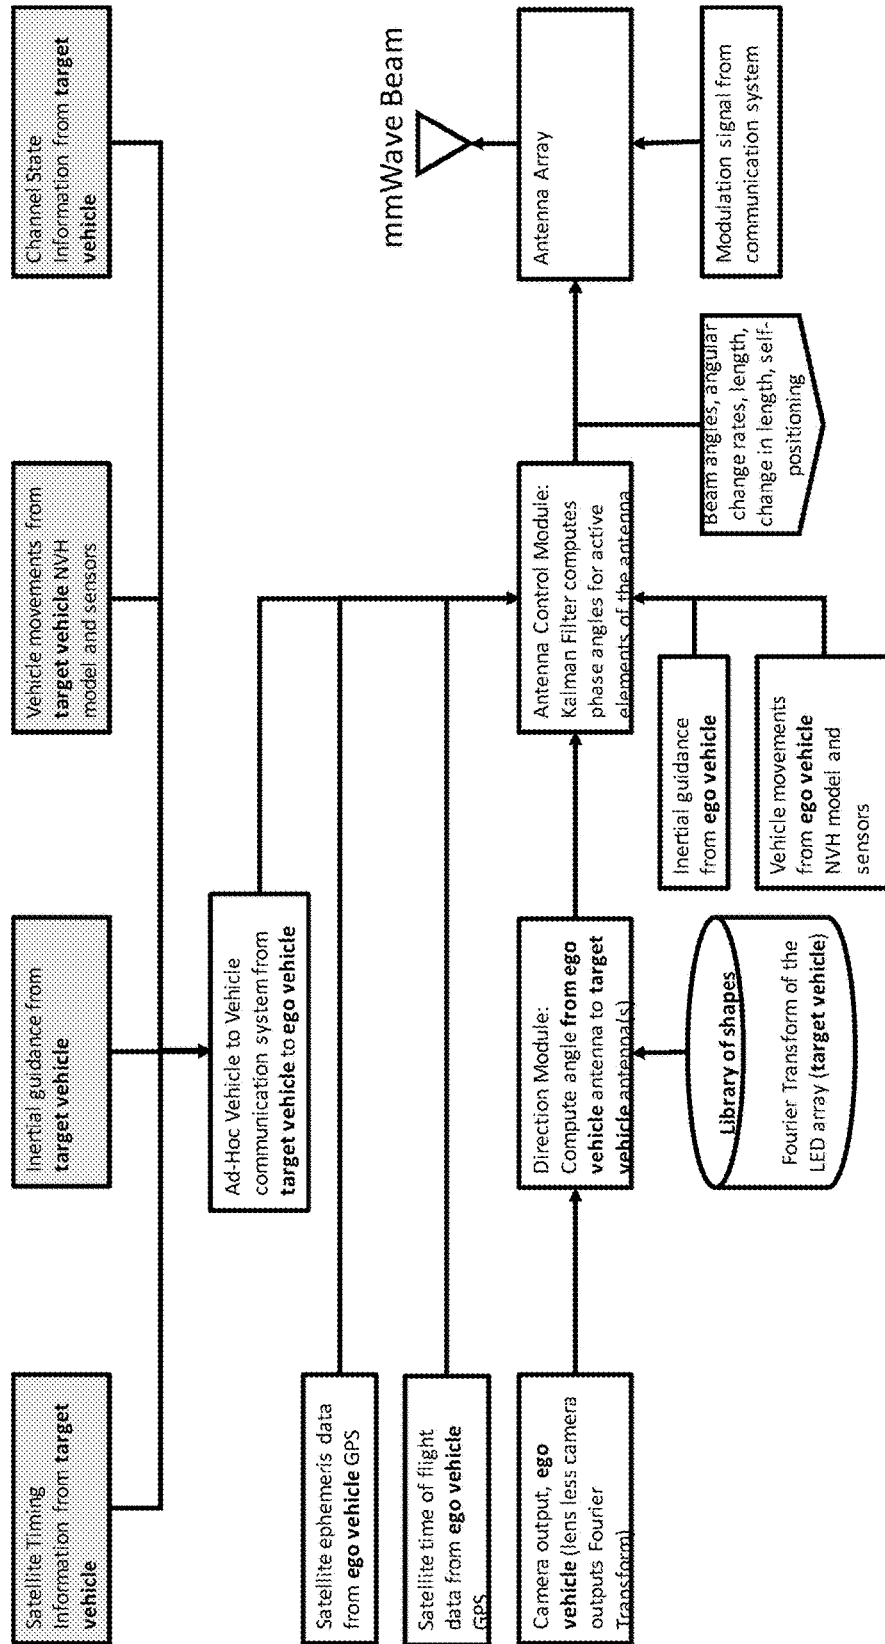 Satellite Timing
Information from target
vehicle
Inertial guidance from
target vehicle
Vehicle movements from
target vehicle NVH
model and sensors
Channel State
Information from target
vehicle
Ad-Hoc Vehicle to Vehicle
communication system from
target vehicle to ego vehicle
Satellite ephemeris data
from ego vehicle GPS
Satellite time of flight
data from ego vehicle
GPS
Camera output, ego
vehicle (lens less camera
outputs Fourier
Transform)
Direction Module:
Compute angle from ego
vehicle antenna to target
vehicle antenna(s)
Antenna Control Module:
Kalman Filter computes
phase angles for active
elements of the antenna
Antenna Array
mmWave Beam
Library of shapes
Fourier Transform of the
LED array (target vehicle)
Inertial guidance
from ego vehicle
Vehicle movements
from ego vehicle
NVH model and
sensors
Beam angles, angular
change rates, length,
change in length, self-
positioning
Modulation signal from
communication system